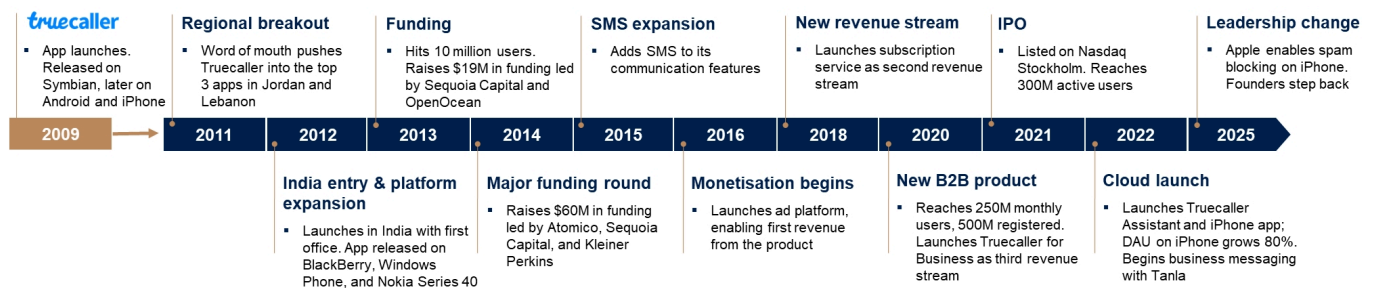 truecaller
App launches.
Released on
Symbian, later on
Android and iPhone
2009
Regional breakout
Word of mouth pushes
Truecaller into the top
3 apps in Jordan and
Lebanon
2011
India entry & platform
expansion
Launches in India with first
office. App released on
BlackBerry, Windows
Phone, and Nokia Series 40
2012
Funding
Hits 10 million users.
Raises $19M in funding led
by Sequoia Capital and
OpenOcean
2013
Major funding round
Raises $60M in funding
led by Atomico, Sequoia
Capital, and Kleiner
Perkins
2014
SMS expansion
Adds SMS to its
communication features
2015
Monetisation begins
Launches ad platform,
enabling first revenue
from the product
2016
New revenue stream
Launches subscription
service as second revenue
stream
2018
New B2B product
Reaches 250M monthly
users, 500M registered.
Launches Truecaller for
Business as third revenue
stream
2020
IPO
Listed on Nasdaq
Stockholm. Reaches
300M active users
2021
Cloud launch
Launches Truecaller
Assistant and iPhone app;
DAU on iPhone grows 80%.
Begins business messaging
with Tanla
2022
Leadership change
Apple enables spam
blocking on iPhone.
Founders step back
2025